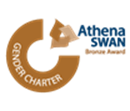 GENDER CHARTER
Athena
SWAN
Bronze Award